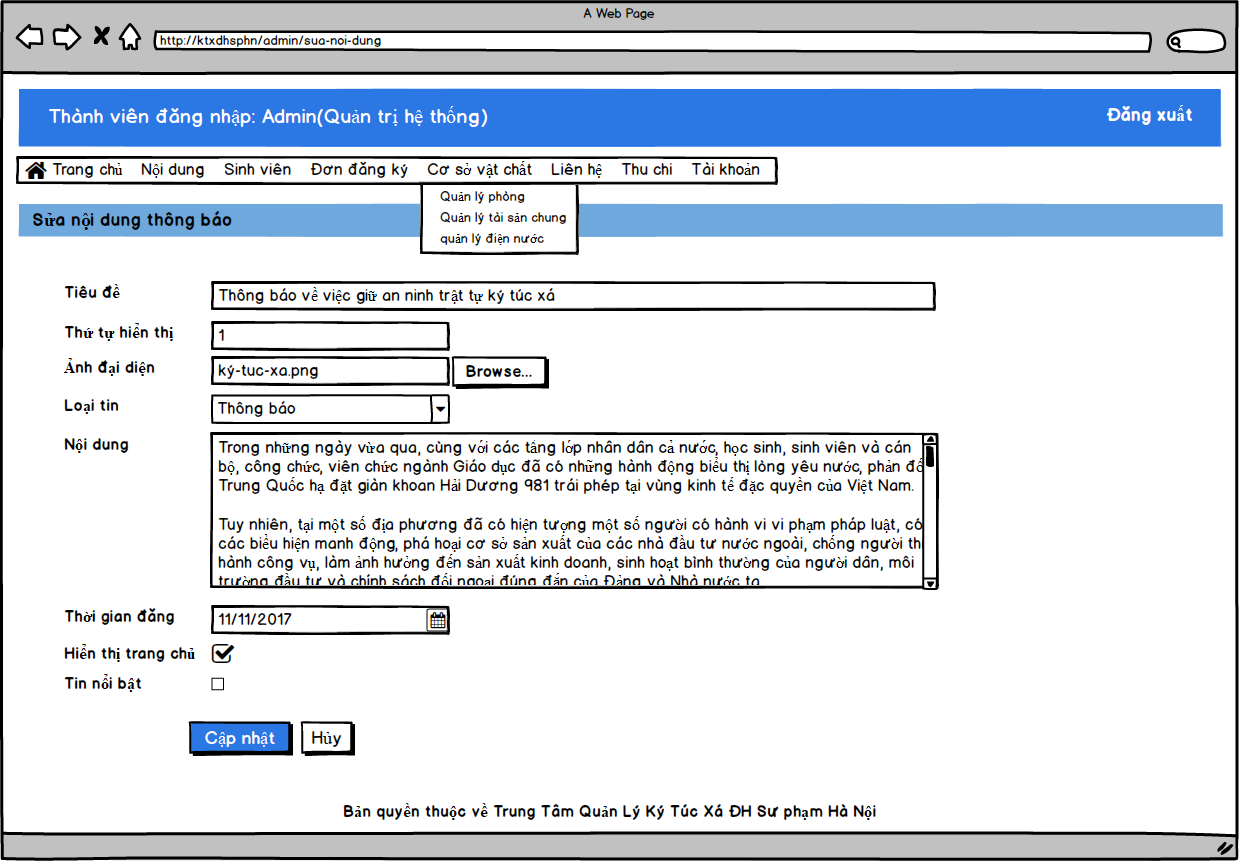 A Web Page
http://ktxdhsphn/admin/sua-noi-dung
Thành viên đăng nhập: Admin(Quản trị hệ thống)
Đăng xuất
Trang chủ Nội dung Sinh viên Đơn đăng ký Cơ sở vật chất Liên hệ Thu chi Tài khoản
Quản lý phòng
Quản lý tài sản chung
quản lý điện nước
Sửa nội dung thông báo
Tiêu đề
Thông báo về việc giữ an ninh trật tự ký túc xá
Thứ tự hiển thị
1
Ảnh đại diện
ký-tuc-xa.png
Browse...
Loại tin
Thông báo
Nội dung
Trong những ngày vừa qua, cùng với các tầng lớp nhân dân cả nước, học sinh, sinh viên và cán
bộ, công chức, viên chức ngành Giáo dục đã có những hành động biểu thị lòng yêu nước, phản đố
Trung Quốc hạ đặt giàn khoan Hải Dương 981 trái phép tại vùng kinh tế đặc quyền của Việt Nam.
Tuy nhiên, tại một số địa phương đã có hiện tượng một số người có hành vi vi phạm pháp luật, có
các biểu hiện manh động, phá hoại cơ sở sản xuất của các nhà đầu tư nước ngoài, chống người th
hành công vụ, làm ảnh hưởng đến sản xuất kinh doanh, sinh hoạt bình thường của người dân, môi
trường đầu tư và chính sách đối ngoại đúng đắn của Đảng và Nhà nước ta
Thời gian đăng
11/11/2017
Hiển thị trang chủ
Tin nổi bật
Cập nhật
Hủy
Bản quyền thuộc về Trung Tâm Quản Lý Ký Túc Xá ĐH Sư phạm Hà Nội